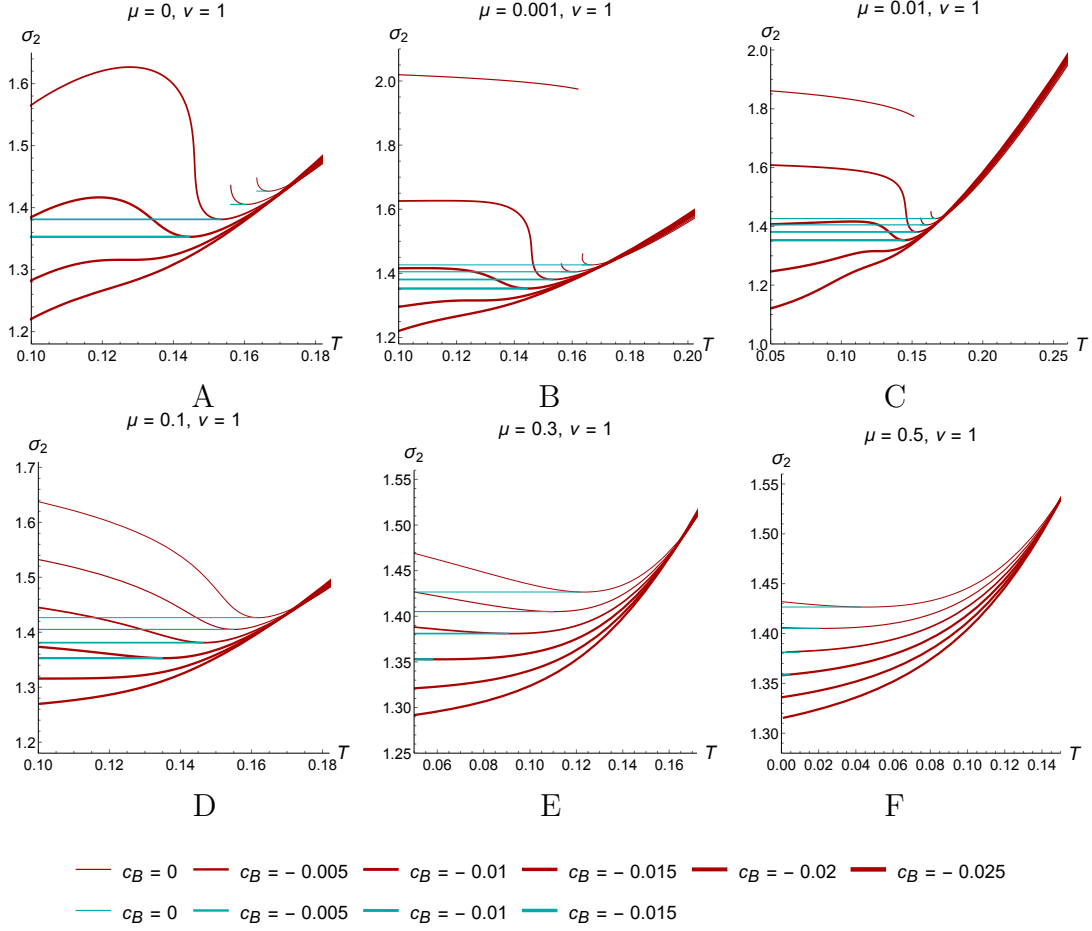 μ = 0, ν = 1
σ2
1.6
1.5
1.4
1.3
1.2
0.10 0.12 0.14 0.16 0.18 T
A
μ = 0.001, ν = 1
σ2
2.0
1.8
1.6
1.4
1.2
0.10 0.12 0.14 0.16 0.18 0.20 T
B
μ = 0.01, ν = 1
σ2
2.0
1.8
1.6
1.4
1.2
1.0
0.05 0.10 0.15 0.20 0.25 T
C
μ = 0.1, ν = 1
σ2
1.7
1.6
1.5
1.4
1.3
1.2
0.10 0.12 0.14 0.16 0.18 T
D
μ = 0.3, ν = 1
σ2
1.55
1.50
1.45
1.40
1.35
1.30
1.25
0.06 0.08 0.10 0.12 0.14 0.16 T
E
μ = 0.5, ν = 1
σ2
1.55
1.50
1.45
1.40
1.35
1.30
0.00 0.02 0.04 0.06 0.08 0.10 0.12 0.14 T
F
cB = 0 cB = − 0.005 cB = − 0.01 cB = − 0.015 cB = − 0.02 cB = − 0.025
cB = 0 cB = − 0.005 cB = − 0.01 cB = − 0.015